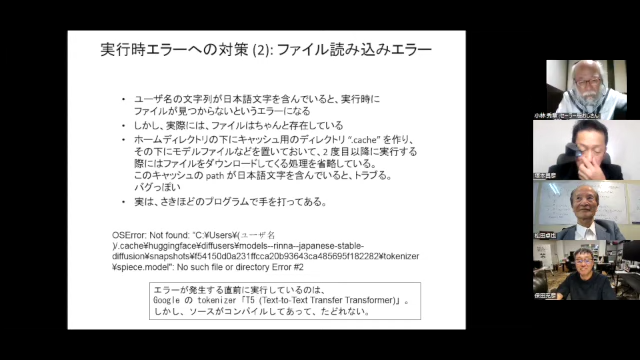 実行時エラーへの対策 (2): ファイル読み込みエラー
• ユーザ名の文字列が日本語文字を含んでいると、実行時に
ファイルが見つからないというエラーになる
• しかし、実際には、ファイルはちゃんと存在している
• ホームディレクトリの下にキャッシュ用のディレクトリ “.cache” を作り、
その下にモデルファイルなどを置いておいて、2 度目以降に実行する
際にはファイルをダウンロードしてくる処理を省略している。
このキャッシュの path が日本語文字を含んでいると、トラブる。
バグっぽい
• 実は、さきほどのプログラムで手を打ってある。
OSError: Not found: "C:¥Users¥(ユーザ名
)/.cache¥huggingface¥diffusers¥models--rinna--japanese-stable-
diffusion¥snapshots¥f54150d0a231ffcca20b93643ca485695f182282¥tokenizer
¥spiece.model": No such file or directory Error #2
エラーが発生する直前に実行しているのは、
Google の tokenizer「T5 (Text-to-Text Transfer Transformer)」。
しかし、ソースがコンパイルしてあって、たどれない。
小林 秀章
松田卓也
保田充彦